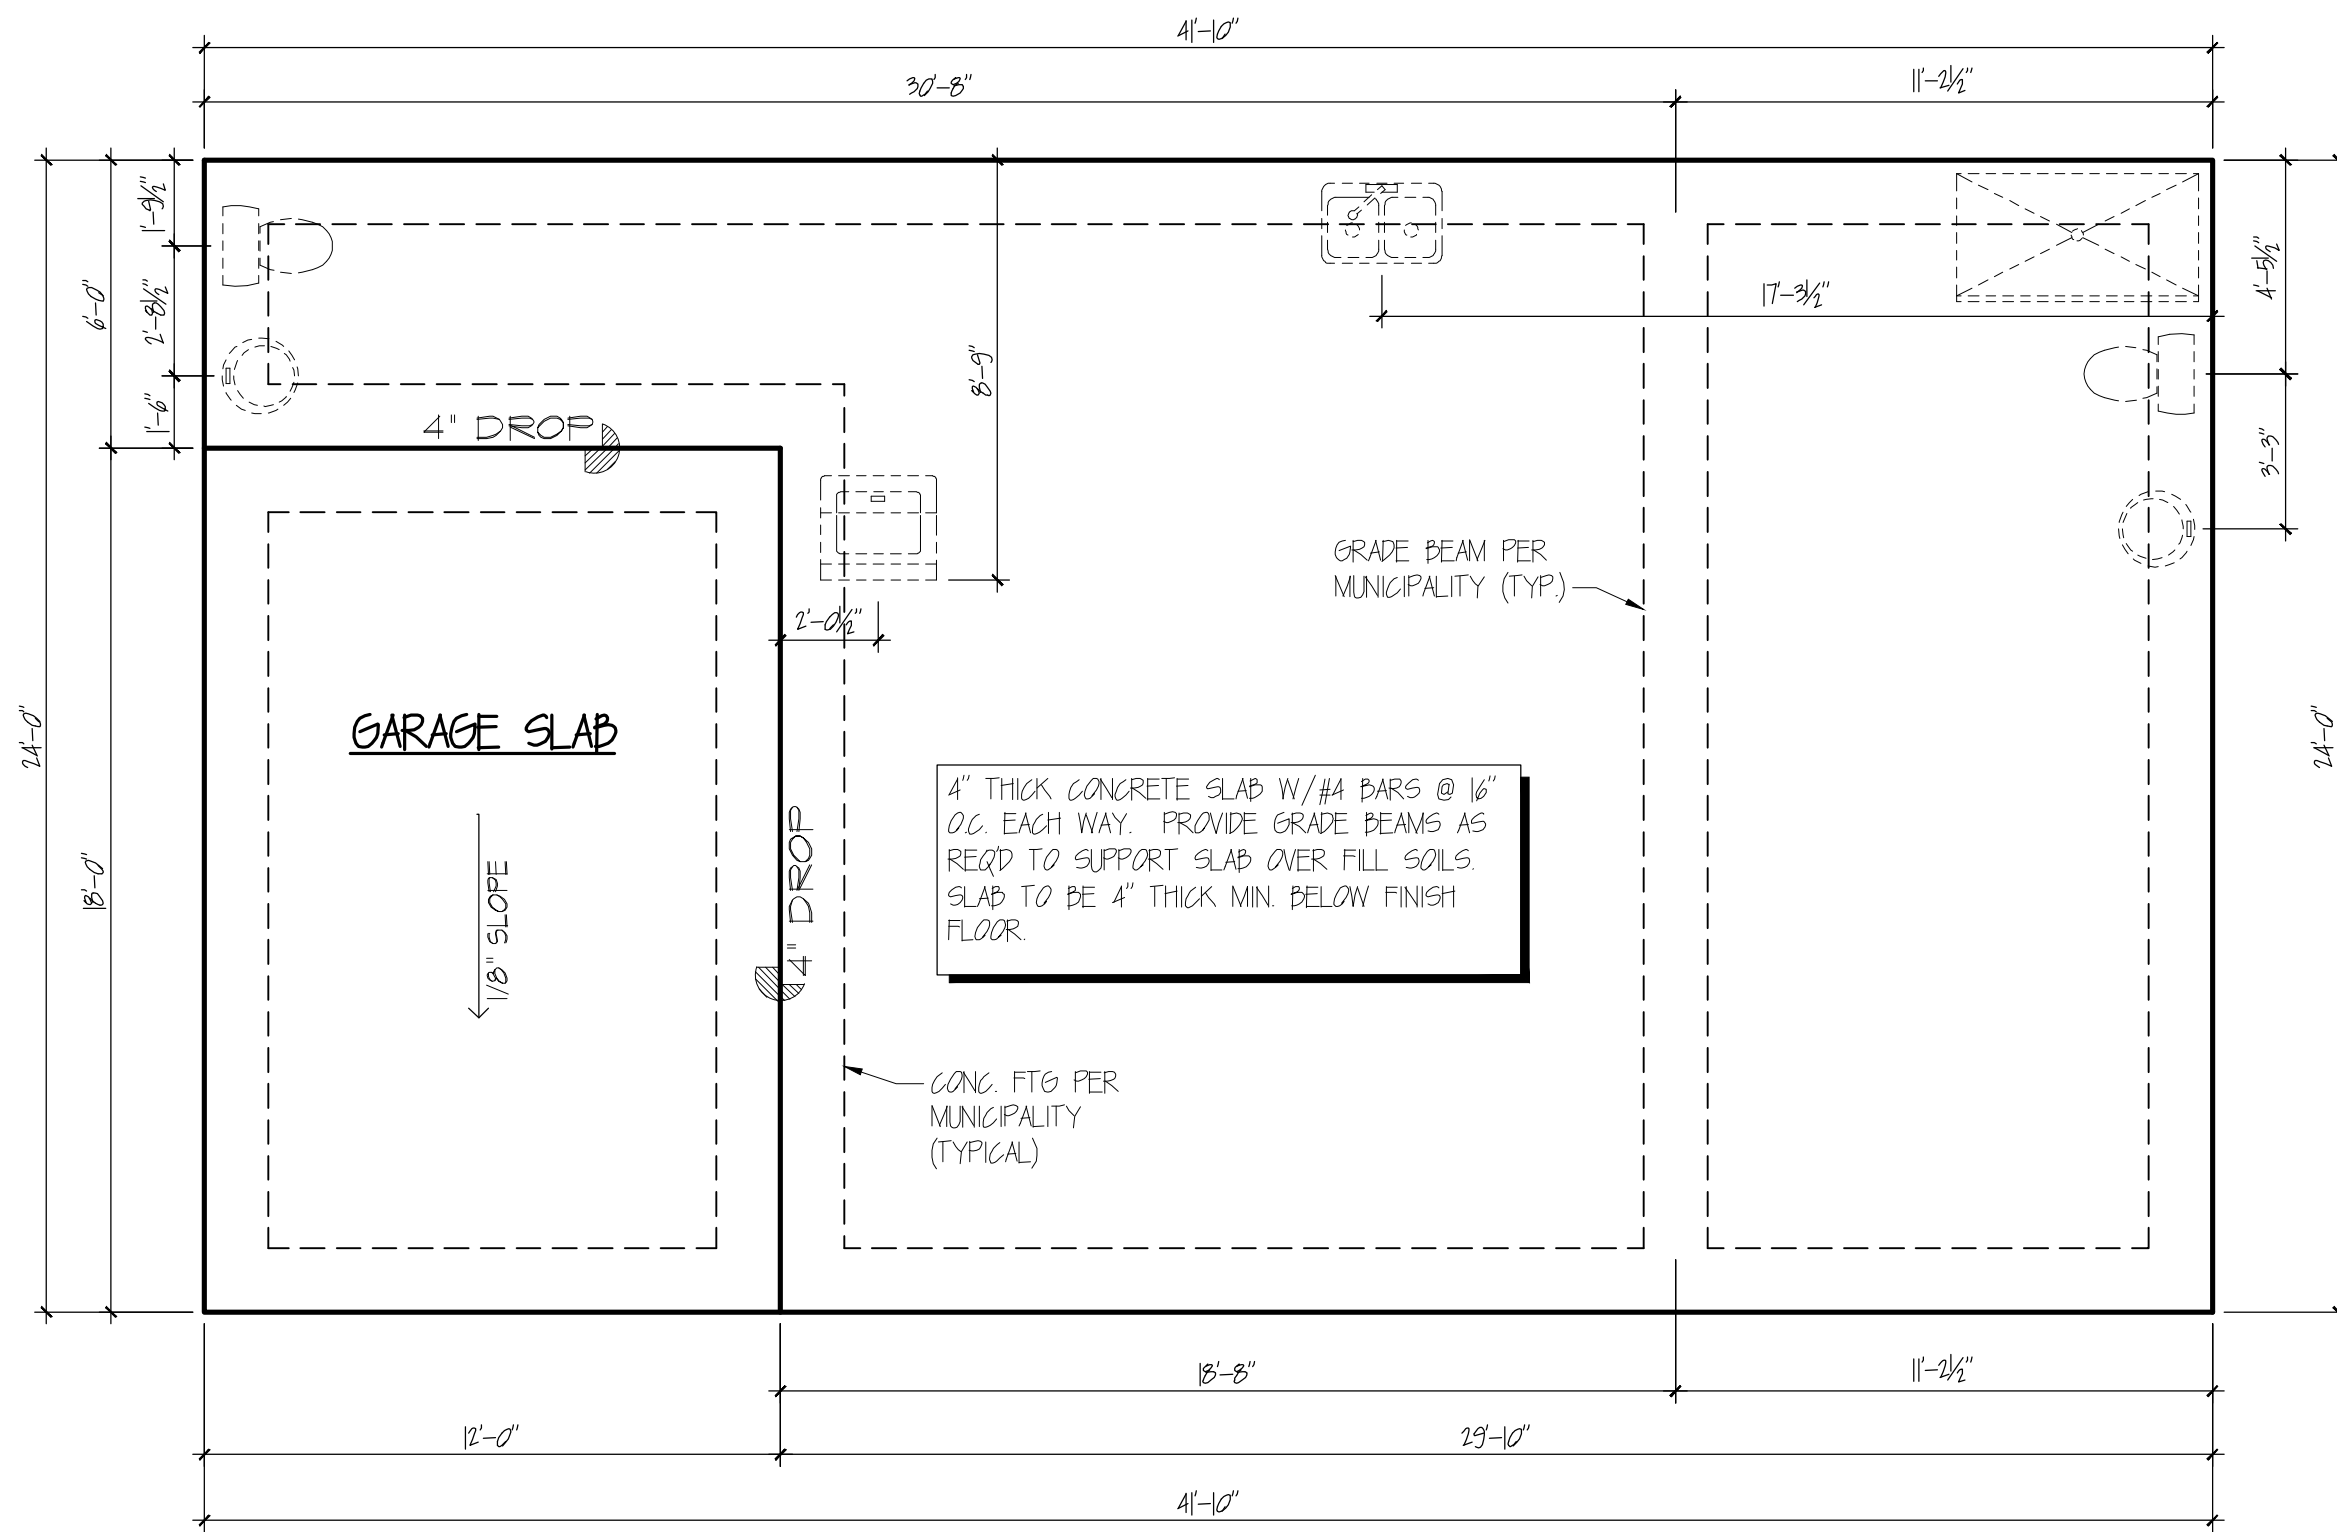 41'-10"
30'-8"
11'-2½"
1'-9½"
6'-0"
2'-8½"
1'-6"
8'-9"
17'-3½"
4'-5½"
3'-3"
4" DROP
GRADE BEAM PER
MUNICIPALITY (TYP.)
2'-0½"
24'-0"
18'-0"
GARAGE SLAB
1/8" SLOPE
4" DROP
4" THICK CONCRETE SLAB W/#4 BARS @ 16"
O.C. EACH WAY.  PROVIDE GRADE BEAMS AS
REQ'D TO SUPPORT SLAB OVER FILL SOILS.
SLAB TO BE 4" THICK MIN. BELOW FINISH
FLOOR.
24'-0"
CONC. FTG PER
MUNICIPALITY
(TYPICAL)
18'-8"
11'-2½"
12'-0"
29'-10"
41'-10"